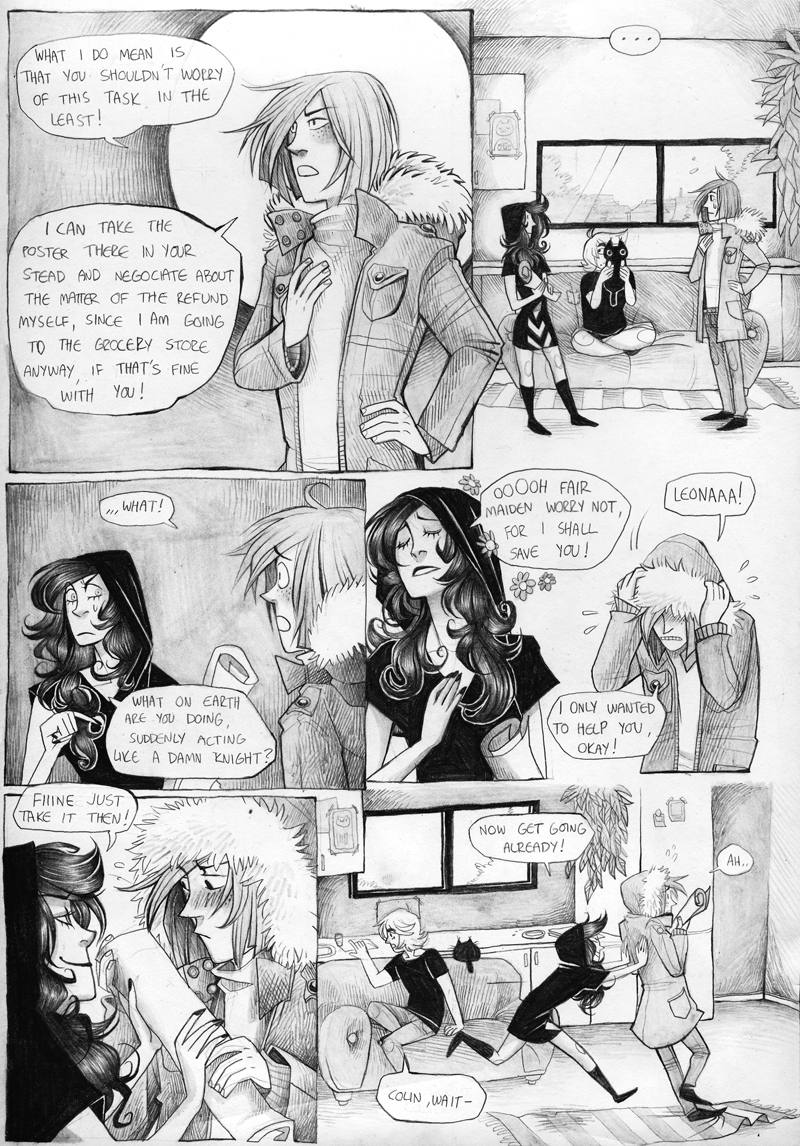 WHAT I DO MEAN IS
THAT YOU SHOULDN'T WORRY
OF THIS TASK IN THE
LEAST!
I CAN TAKE THE
POSTER THERE IN YOUR
STEAD AND NEGOCIATE ABOUT
THE MATTER OF THE REFUND
MYSELF, SINCE I AM GOING
TO THE GROCERY STORE
ANYWAY, IF THAT'S FINE
WITH YOU!
...
...WHAT!
WHAT ON EARTH
ARE YOU DOING,
SUDDENLY ACTING
LIKE A DAMN KNIGHT?
OOOOH FAIR
MAIDEN WORRY NOT,
FOR I SHALL
SAVE YOU!
LEONAAA!
I ONLY WANTED
TO HELP YOU,
OKAY!
FIIINE JUST
TAKE IT THEN!
NOW GET GOING
ALREADY!
AH..
COLIN, WAIT-